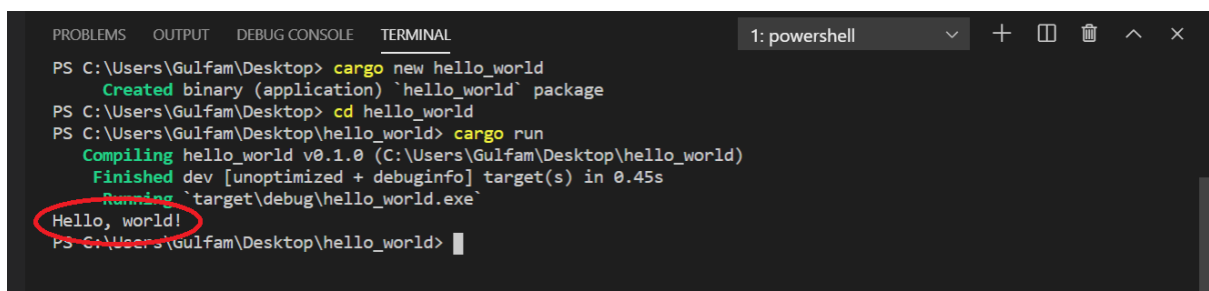 PROBLEMS OUTPUT DEBUG CONSOLE TERMINAL 1: powershell
PS C:\Users\Gulfam\Desktop> cargo new hello_world
Created binary (application) `hello_world` package
PS C:\Users\Gulfam\Desktop> cd hello_world
PS C:\Users\Gulfam\Desktop\hello_world> cargo run
Compiling hello_world v0.1.0 (C:\Users\Gulfam\Desktop\hello_world)
Finished dev [unoptimized + debuginfo] target(s) in 0.45s
Running `target\debug\hello_world.exe`
Hello, world!
PS C:\Users\Gulfam\Desktop\hello_world>